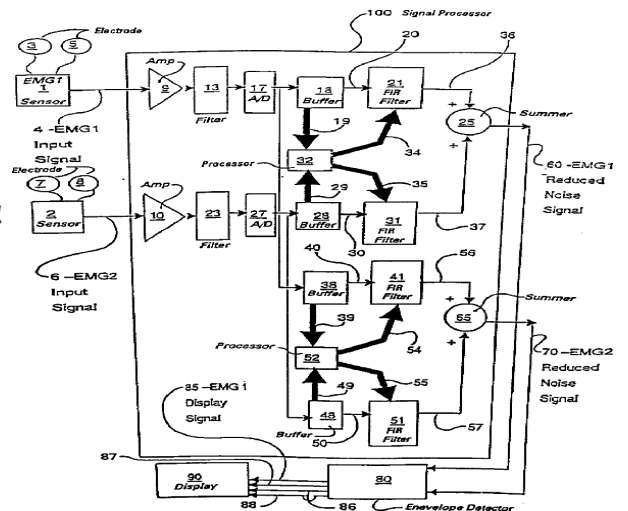 100 Signal Processor
Electrode
3
5
20
36
EMG1
1
Sensor
Amp
9
13
Filter
17
A/D
18
Buffer
21
FIR
Filter
+
25
Summer
4 -EMG1
Input
Signal
19
34
Processor
32
+
60 -EMG1
Reduced
Noise
Signal
Electrode
7
8
Amp
29
35
2
Sensor
10
23
Filter
27
A/D
28
Buffer
30
31
FIR
Filter
37
6 -EMG2
Input
Signal
40
56
38
Buffer
41
FIR
Filter
+
65
Summer
39
54
Processor
52
+
70 -EMG2
Reduced
Noise
Signal
85 -EMG1
Display
Signal
49
55
48
Buffer
50
51
FIR
Filter
57
87
90
Display
88
86
80
Enevelope Detector